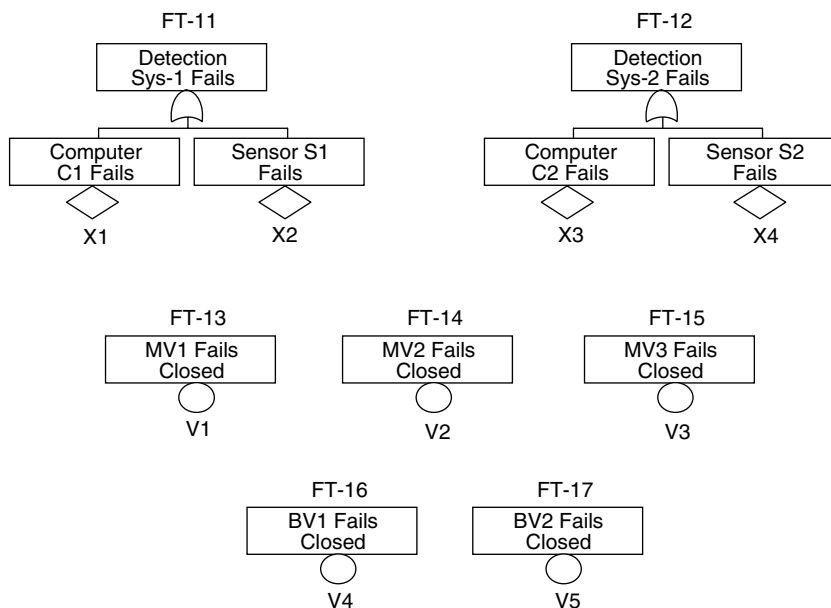 FT-11
FT-12
Detection
Sys-1 Fails
Detection
Sys-2 Fails
Computer
C1 Fails
Sensor S1
Fails
Computer
C2 Fails
Sensor S2
Fails
X1
X2
X3
X4
FT-13
FT-14
FT-15
MV1 Fails
Closed
MV2 Fails
Closed
MV3 Fails
Closed
V1
V2
V3
FT-16
FT-17
BV1 Fails
Closed
BV2 Fails
Closed
V4
V5